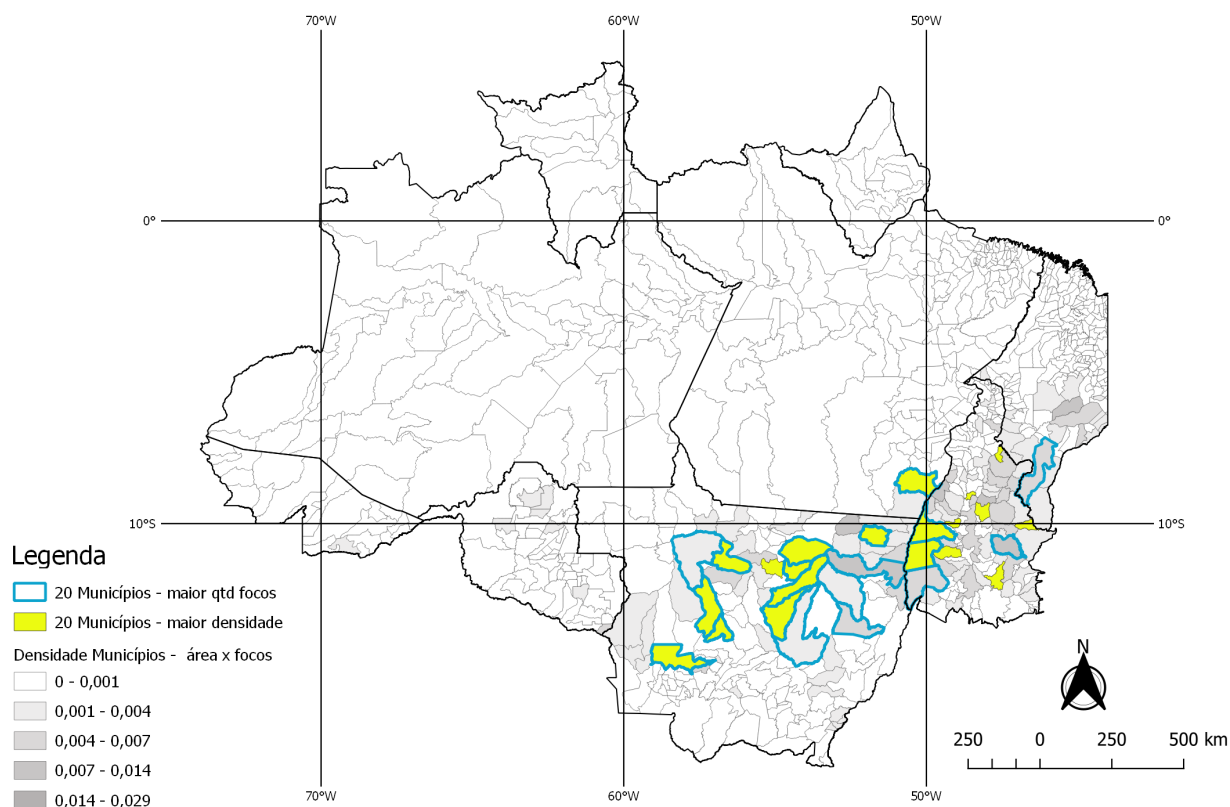 70°W 60°W 50°W
0° 0°
10°S 10°S
Legenda
20 Municípios - maior qtd focos
20 Municípios - maior densidade
Densidade Municípios - área x focos
0 - 0,001
0,001 - 0,004
0,004 - 0,007
0,007 - 0,014
0,014 - 0,029
N
250 0 250 500 km
70°W 60°W 50°W